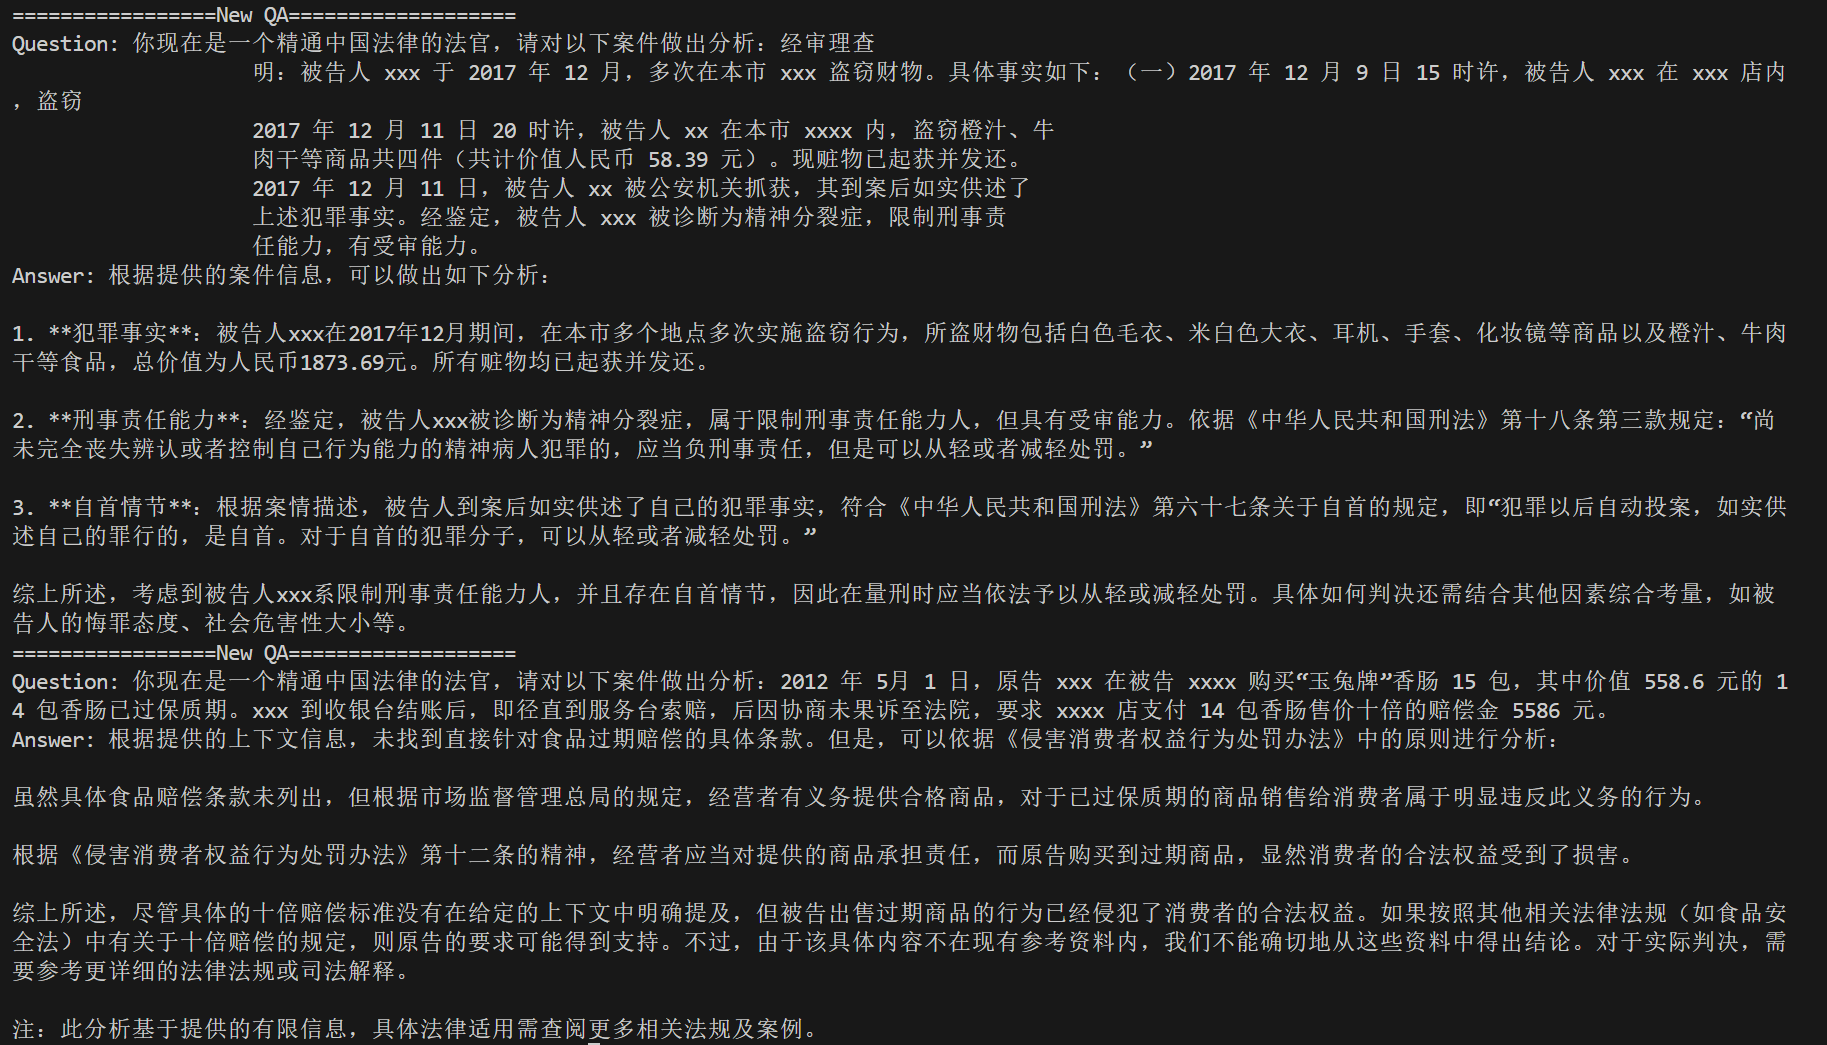 =================New QA===================
Question: 你现在是一个精通中国法律的法官，请对以下案件做出分析：经审理查
明：被告人 xxx 于 2017 年 12 月，多次在本市 xxx 盗窃财物。具体事实如下：（一）2017 年 12 月 9 日 15 时许，被告人 xxx 在 xxx 店内
，盗窃
2017 年 12 月 11 日 20 时许，被告人 xx 在本市 xxxx 内，盗窃橙汁、牛
肉干等商品共四件（共计价值人民币 58.39 元）。现赃物已起获并发还。
2017 年 12 月 11 日，被告人 xx 被公安机关抓获，其到案后如实供述了
上述犯罪事实。经鉴定，被告人 xxx 被诊断为精神分裂症，限制刑事责
任能力，有受审能力。
Answer: 根据提供的案件信息，可以做出如下分析：
1. **犯罪事实**：被告人xxx在2017年12月期间，在本市多个地点多次实施盗窃行为，所盗财物包括白色毛衣、米白色大衣、耳机、手套、化妆镜等商品以及橙汁、牛肉
干等食品，总价值为人民币1873.69元。所有赃物均已起获并发还。
2. **刑事责任能力**：经鉴定，被告人xxx被诊断为精神分裂症，属于限制刑事责任能力人，但具有受审能力。依据《中华人民共和国刑法》第十八条第三款规定：“尚
未完全丧失辨认或者控制自己行为能力的精神病人犯罪的，应当负刑事责任，但是可以从轻或者减轻处罚。”
3. **自首情节**：根据案情描述，被告人到案后如实供述了自己的犯罪事实，符合《中华人民共和国刑法》第六十七条关于自首的规定，即“犯罪以后自动投案，如实供
述自己的罪行的，是自首。对于自首的犯罪分子，可以从轻或者减轻处罚。”
综上所述，考虑到被告人xxx系限制刑事责任能力人，并且存在自首情节，因此在量刑时应当依法予以从轻或减轻处罚。具体如何判决还需结合其他因素综合考量，如被
告人的悔罪态度、社会危害性大小等。
=================New QA===================
Question: 你现在是一个精通中国法律的法官，请对以下案件做出分析：2012 年 5月 1 日，原告 xxx 在被告 xxxx 购买“玉兔牌”香肠 15 包，其中价值 558.6 元的 1
4 包香肠已过保质期。xxx 到收银台结账后，即径直到服务台索赔，后因协商未果诉至法院，要求 xxxx 店支付 14 包香肠售价十倍的赔偿金 5586 元。
Answer: 根据提供的上下文信息，未找到直接针对食品过期赔偿的具体条款。但是，可以依据《侵害消费者权益行为处罚办法》中的原则进行分析：
虽然具体食品赔偿条款未列出，但根据市场监督管理总局的规定，经营者有义务提供合格商品，对于已过保质期的商品销售给消费者属于明显违反此义务的行为。
根据《侵害消费者权益行为处罚办法》第十二条的精神，经营者应当对提供的商品承担责任，而原告购买到过期商品，显然消费者的合法权益受到了损害。
综上所述，尽管具体的十倍赔偿标准没有在给定的上下文中明确提及，但被告出售过期商品的行为已经侵犯了消费者的合法权益。如果按照其他相关法律法规（如食品安
全法）中有关于十倍赔偿的规定，则原告的要求可能得到支持。不过，由于该具体内容不在现有参考资料内，我们不能确切地从这些资料中得出结论。对于实际判决，需
要参考更详细的法律法规或司法解释。
注：此分析基于提供的有限信息，具体法律适用需查阅更多相关法规及案例。